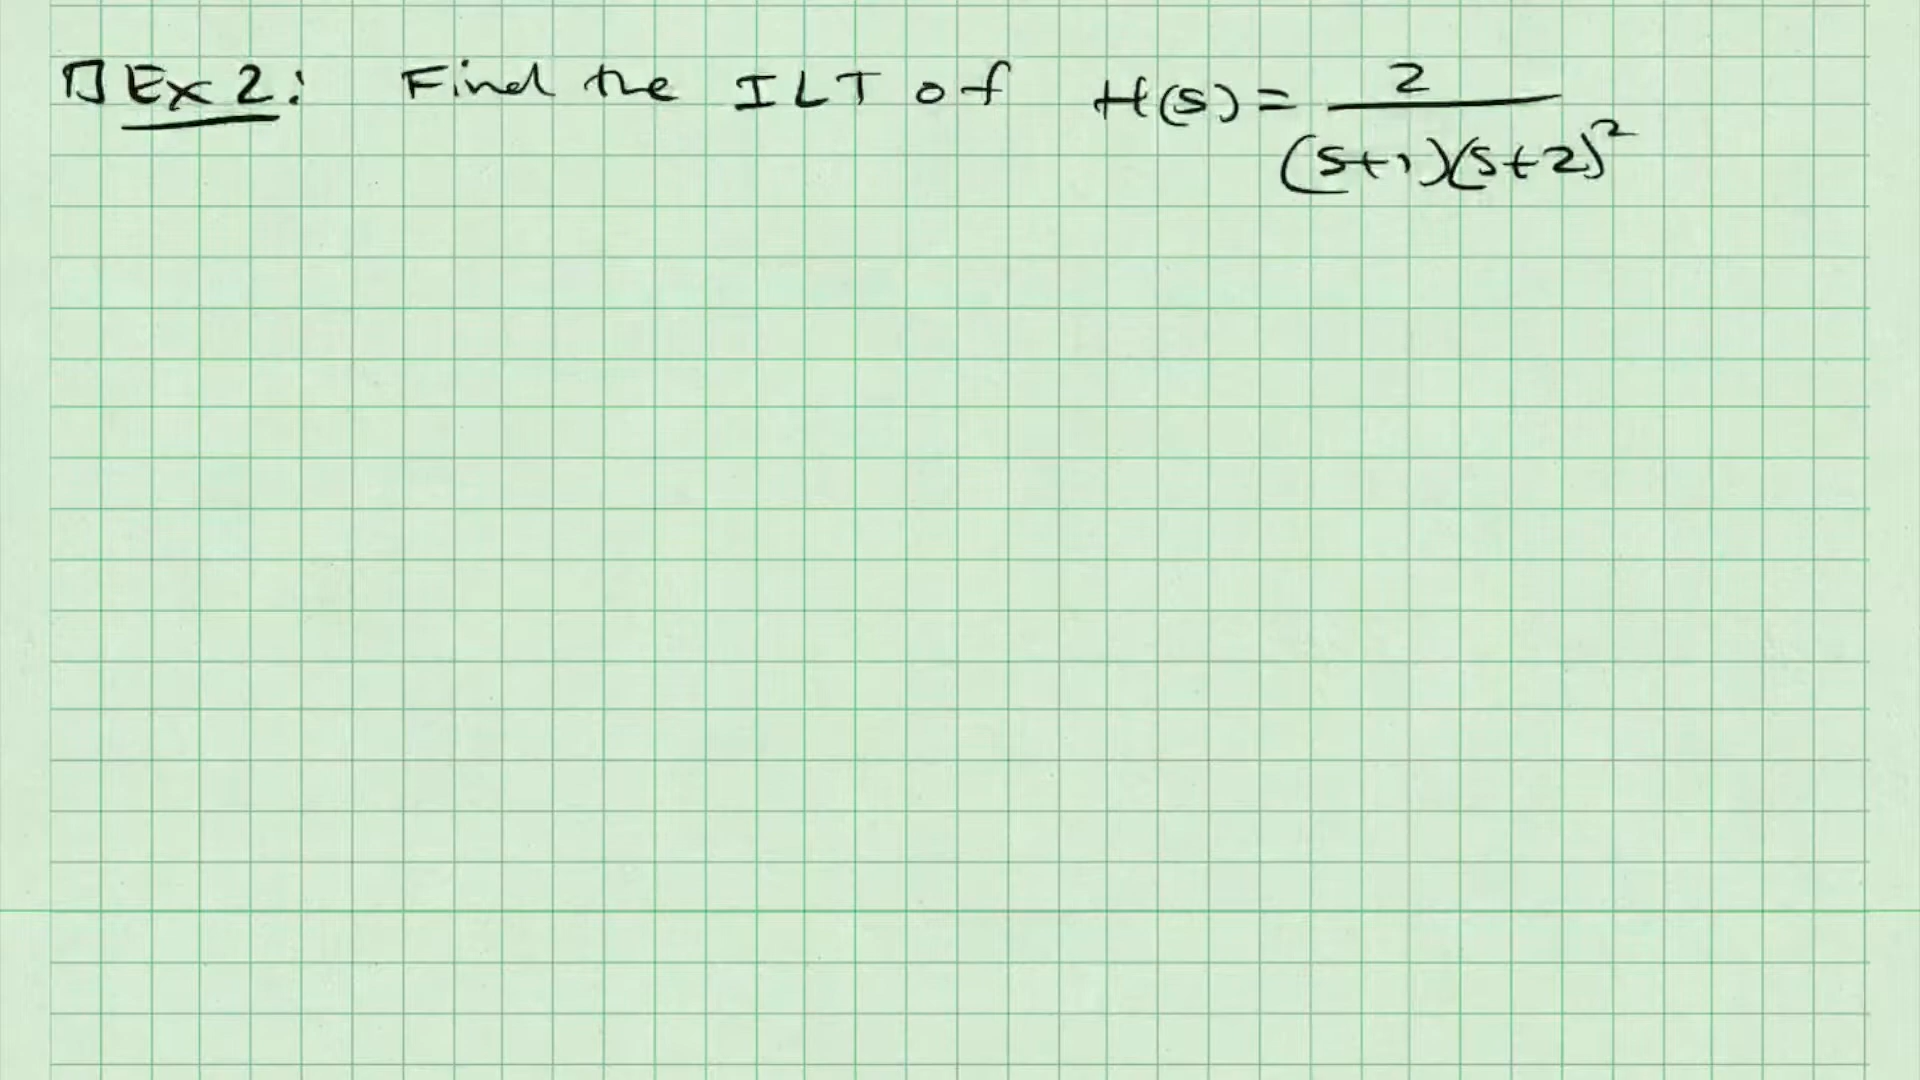 Ex 2: Find the ILT of H(s) = 2 / (s+1)(s+2)²